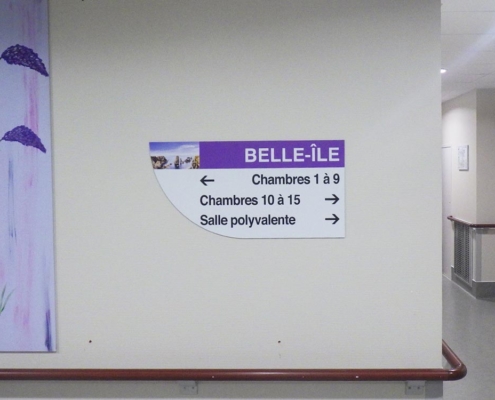 BELLE-ÎLE
← Chambres 1 à 9
Chambres 10 à 15 →
Salle polyvalente →